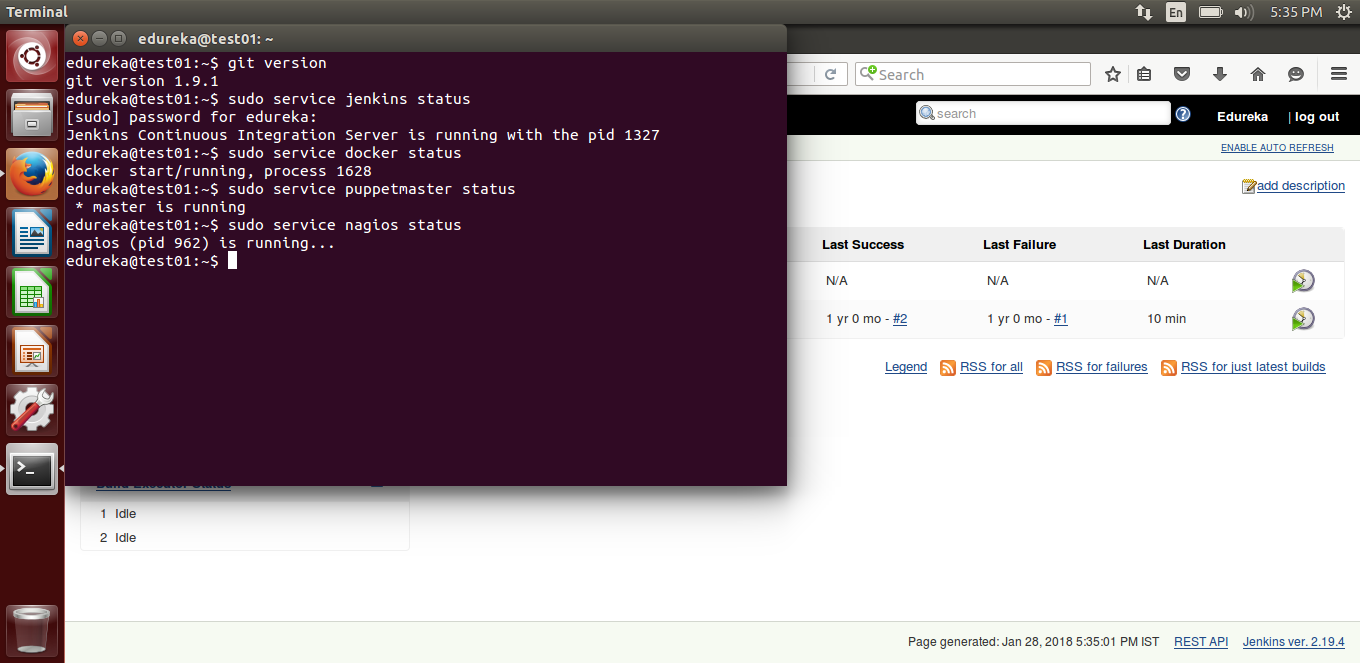 Terminal
En
5:35 PM
edureka@test01: ~
edureka@test01:~$ git version
git version 1.9.1
edureka@test01:~$ sudo service jenkins status
[sudo] password for edureka:
Jenkins Continuous Integration Server is running with the pid 1327
edureka@test01:~$ sudo service docker status
docker start/running, process 1628
edureka@test01:~$ sudo service puppetmaster status
 * master is running
edureka@test01:~$ sudo service nagios status
nagios (pid 962) is running...
edureka@test01:~$
Search
search
Edureka | log out
ENABLE AUTO REFRESH
add description
Last Success Last Failure Last Duration
N/A N/A N/A
1 yr 0 mo - #2 1 yr 0 mo - #1 10 min
Legend RSS for all RSS for failures RSS for just latest builds
Build Executor Status
1 Idle
2 Idle
Page generated: Jan 28, 2018 5:35:01 PM IST REST API Jenkins ver. 2.19.4